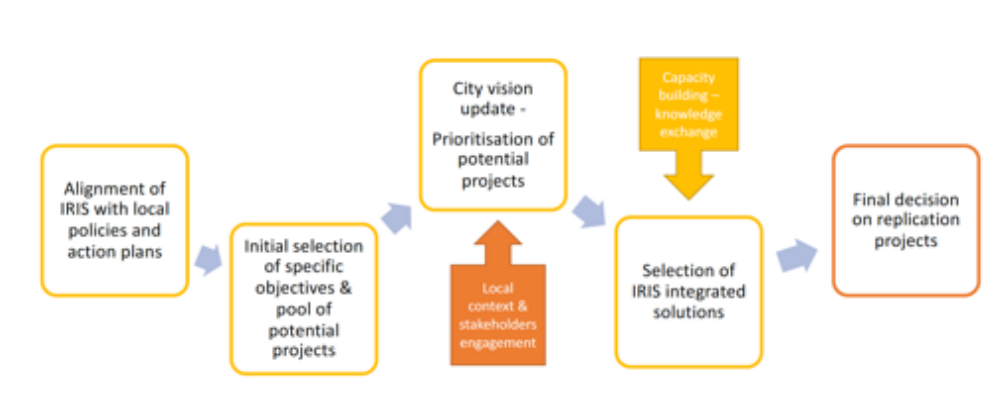 Alignment of
IRIS with local
policies and
action plans
Initial selection
of specific
objectives &
pool of
potential
projects
City vision
update -
Prioritisation of
potential
projects
Local
context &
stakeholders
engagement
Capacity
building –
knowledge
exchange
Selection of
IRIS integrated
solutions
Final decision
on replication
projects